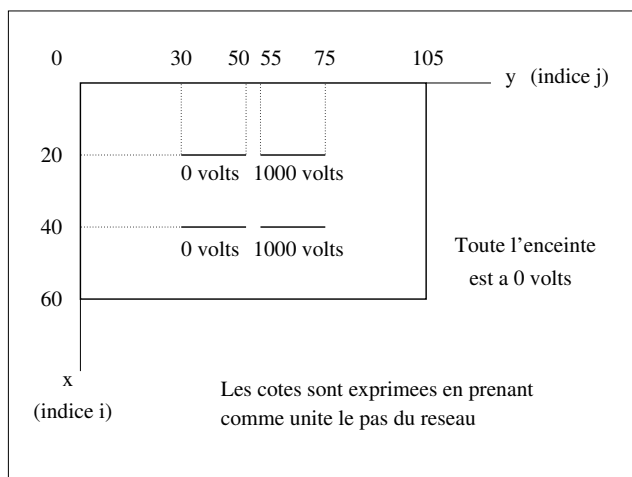 0 30 50 55 75 105
y (indice j)
20
0 volts 1000 volts
40
0 volts 1000 volts
Toute l'enceinte
est a 0 volts
60
x
(indice i)
Les cotes sont exprimees en prenant
comme unite le pas du reseau